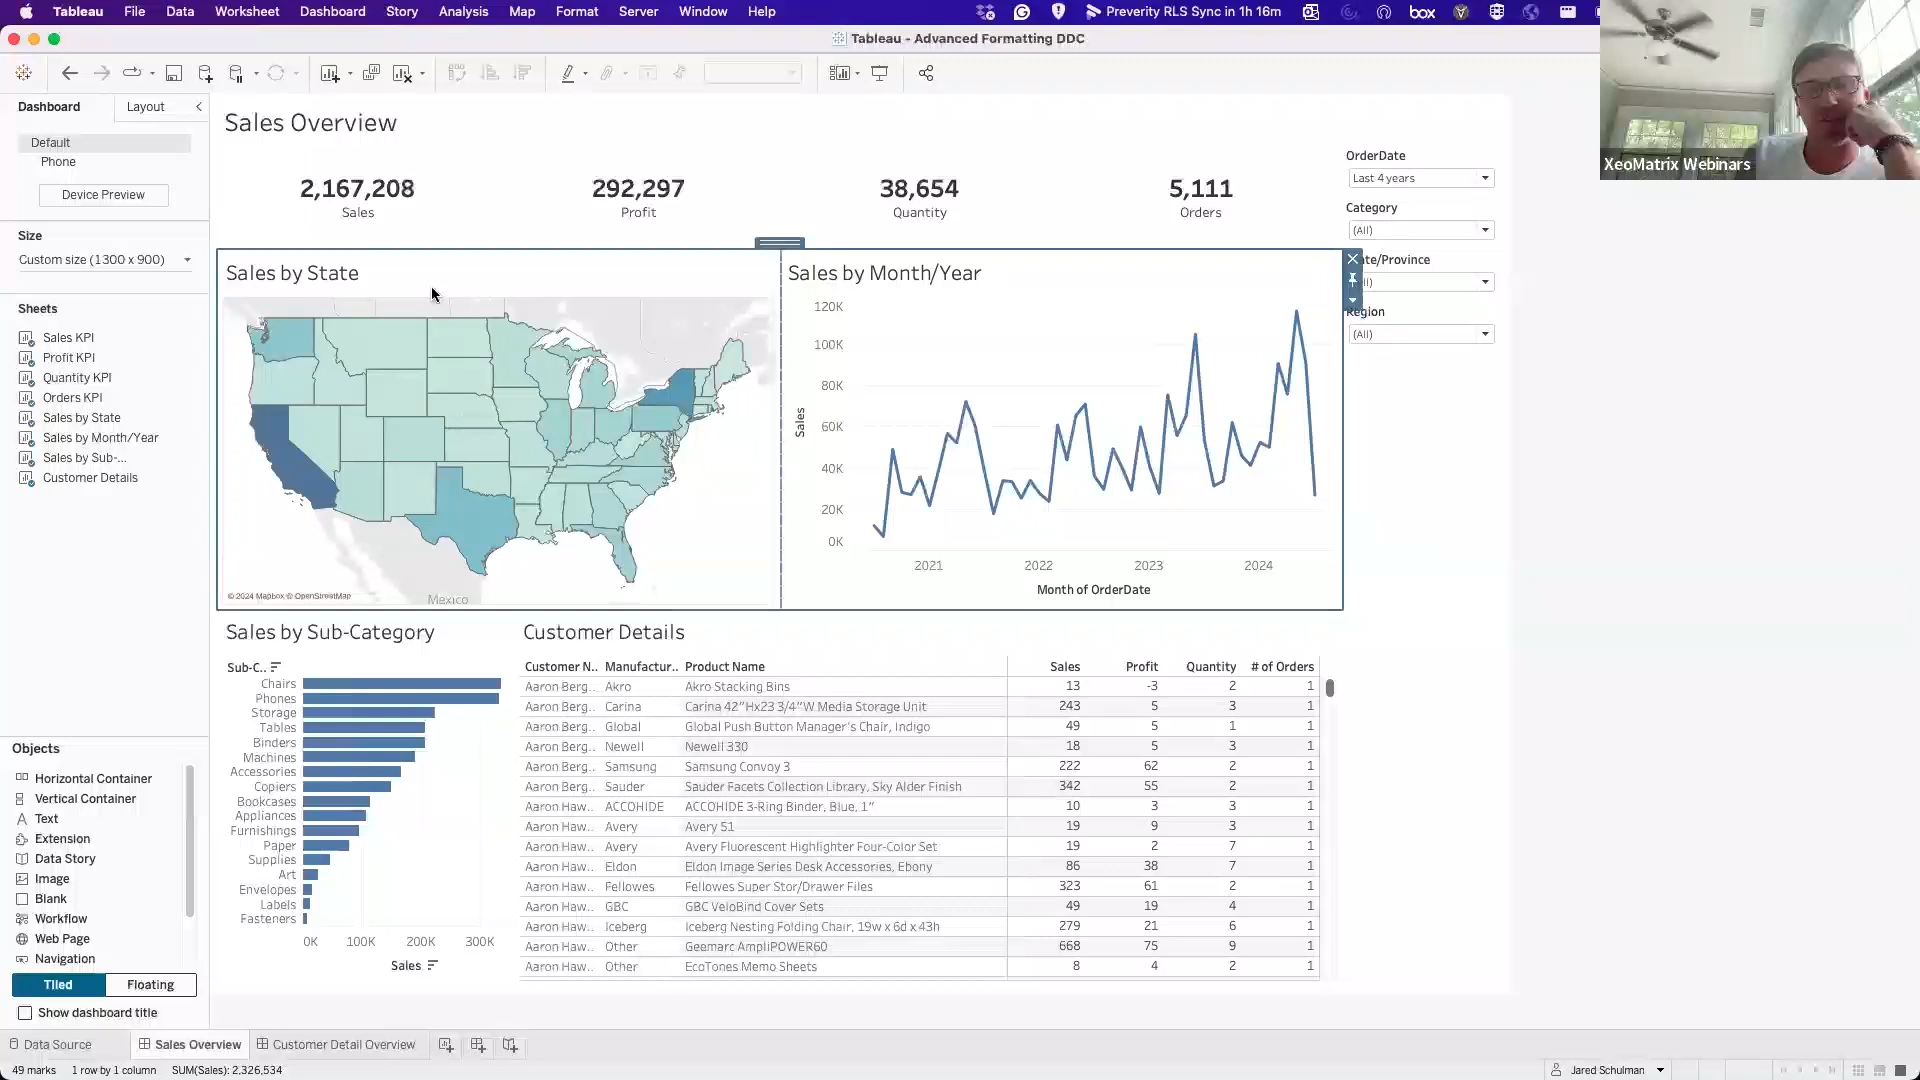 Tableau File Data Worksheet Dashboard Story Analysis Map Format Server Window Help
Preverity RLS Sync in 1h 16m
box
Tableau - Advanced Formatting DDC
XeoMatrix Webinars
Dashboard Layout
Default
Phone
Device Preview
Size
Custom size (1300 x 900)
Sheets
Sales KPI
Profit KPI
Quantity KPI
Orders KPI
Sales by State
Sales by Month/Year
Sales by Sub-...
Customer Details
Objects
Horizontal Container
Vertical Container
Text
Extension
Data Story
Image
Blank
Workflow
Web Page
Navigation
Tiled Floating
Show dashboard title
Sales Overview
2,167,208
Sales
292,297
Profit
38,654
Quantity
5,111
Orders
OrderDate
Last 4 years
Category
(All)
ate/Province
ll)
Region
(All)
Sales by State
Mexico
© 2024 Mapbox © OpenStreetMap
Sales by Month/Year
120K
100K
80K
60K
40K
20K
0K
Sales
2021 2022 2023 2024
Month of OrderDate
Sales by Sub-Category
Sub-C..
Chairs
Phones
Storage
Tables
Binders
Machines
Accessories
Copiers
Bookcases
Appliances
Furnishings
Paper
Supplies
Art
Envelopes
Labels
Fasteners
0K 100K 200K 300K
Sales
Customer Details
Customer N.. Manufactur.. Product Name Sales Profit Quantity # of Orders
Aaron Berg.. Akro Akro Stacking Bins 13 -3 2 1
Aaron Berg.. Carina Carina 42"Hx23 3/4"W Media Storage Unit 243 5 3 1
Aaron Berg.. Global Global Push Button Manager's Chair, Indigo 49 5 1 1
Aaron Berg.. Newell Newell 330 18 5 3 1
Aaron Berg.. Samsung Samsung Convoy 3 222 62 2 1
Aaron Berg.. Sauder Sauder Facets Collection Library, Sky Alder Finish 342 55 2 1
Aaron Haw.. ACCOHIDE ACCOHIDE 3-Ring Binder, Blue, 1" 10 3 3 1
Aaron Haw.. Avery Avery 51 19 9 3 1
Aaron Haw.. Avery Avery Fluorescent Highlighter Four-Color Set 19 2 7 1
Aaron Haw.. Eldon Eldon Image Series Desk Accessories, Ebony 86 38 7 1
Aaron Haw.. Fellowes Fellowes Super Stor/Drawer Files 323 61 2 1
Aaron Haw.. GBC GBC VeloBind Cover Sets 49 19 4 1
Aaron Haw.. Iceberg Iceberg Nesting Folding Chair, 19w x 6d x 43h 279 21 6 1
Aaron Haw.. Other Geemarc AmpliPOWER60 668 75 9 1
Aaron Haw.. Other EcoTones Memo Sheets 8 4 2 1
Data Source Sales Overview Customer Detail Overview
49 marks 1 row by 1 column SUM(Sales): 2,326,534
Jared Schulman